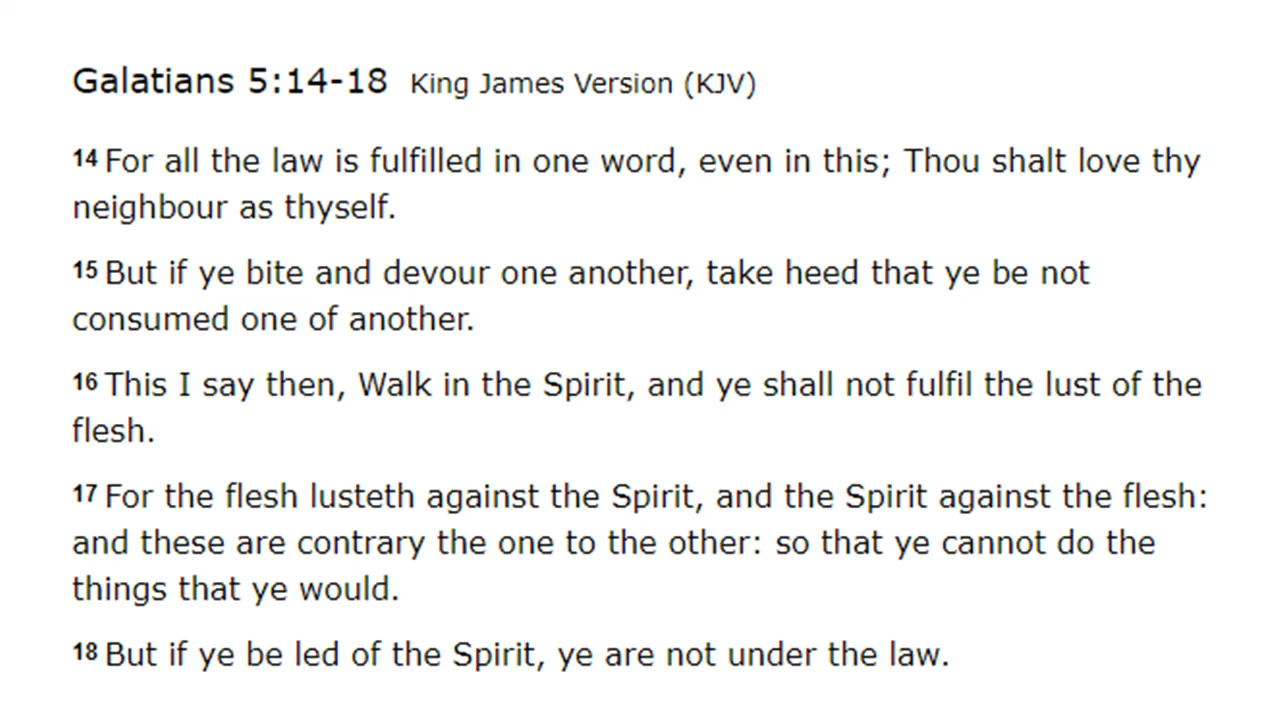 Galatians 5:14-18 King James Version (KJV)
14 For all the law is fulfilled in one word, even in this; Thou shalt love thy
neighbour as thyself.
15 But if ye bite and devour one another, take heed that ye be not
consumed one of another.
16 This I say then, Walk in the Spirit, and ye shall not fulfil the lust of the
flesh.
17 For the flesh lusteth against the Spirit, and the Spirit against the flesh:
and these are contrary the one to the other: so that ye cannot do the
things that ye would.
18 But if ye be led of the Spirit, ye are not under the law.